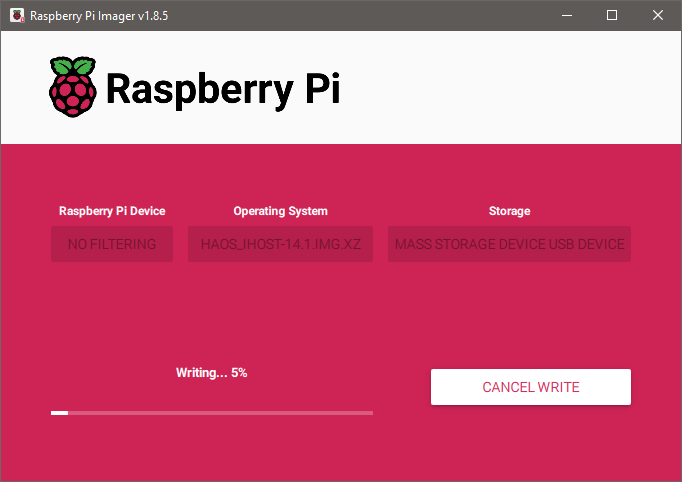 Raspberry Pi Imager v1.8.5
Raspberry Pi
Raspberry Pi Device
Operating System
Storage
NO FILTERING
HAOS_IHOST-14.1.IMG.XZ
MASS STORAGE DEVICE USB DEVICE
Writing... 5%
CANCEL WRITE